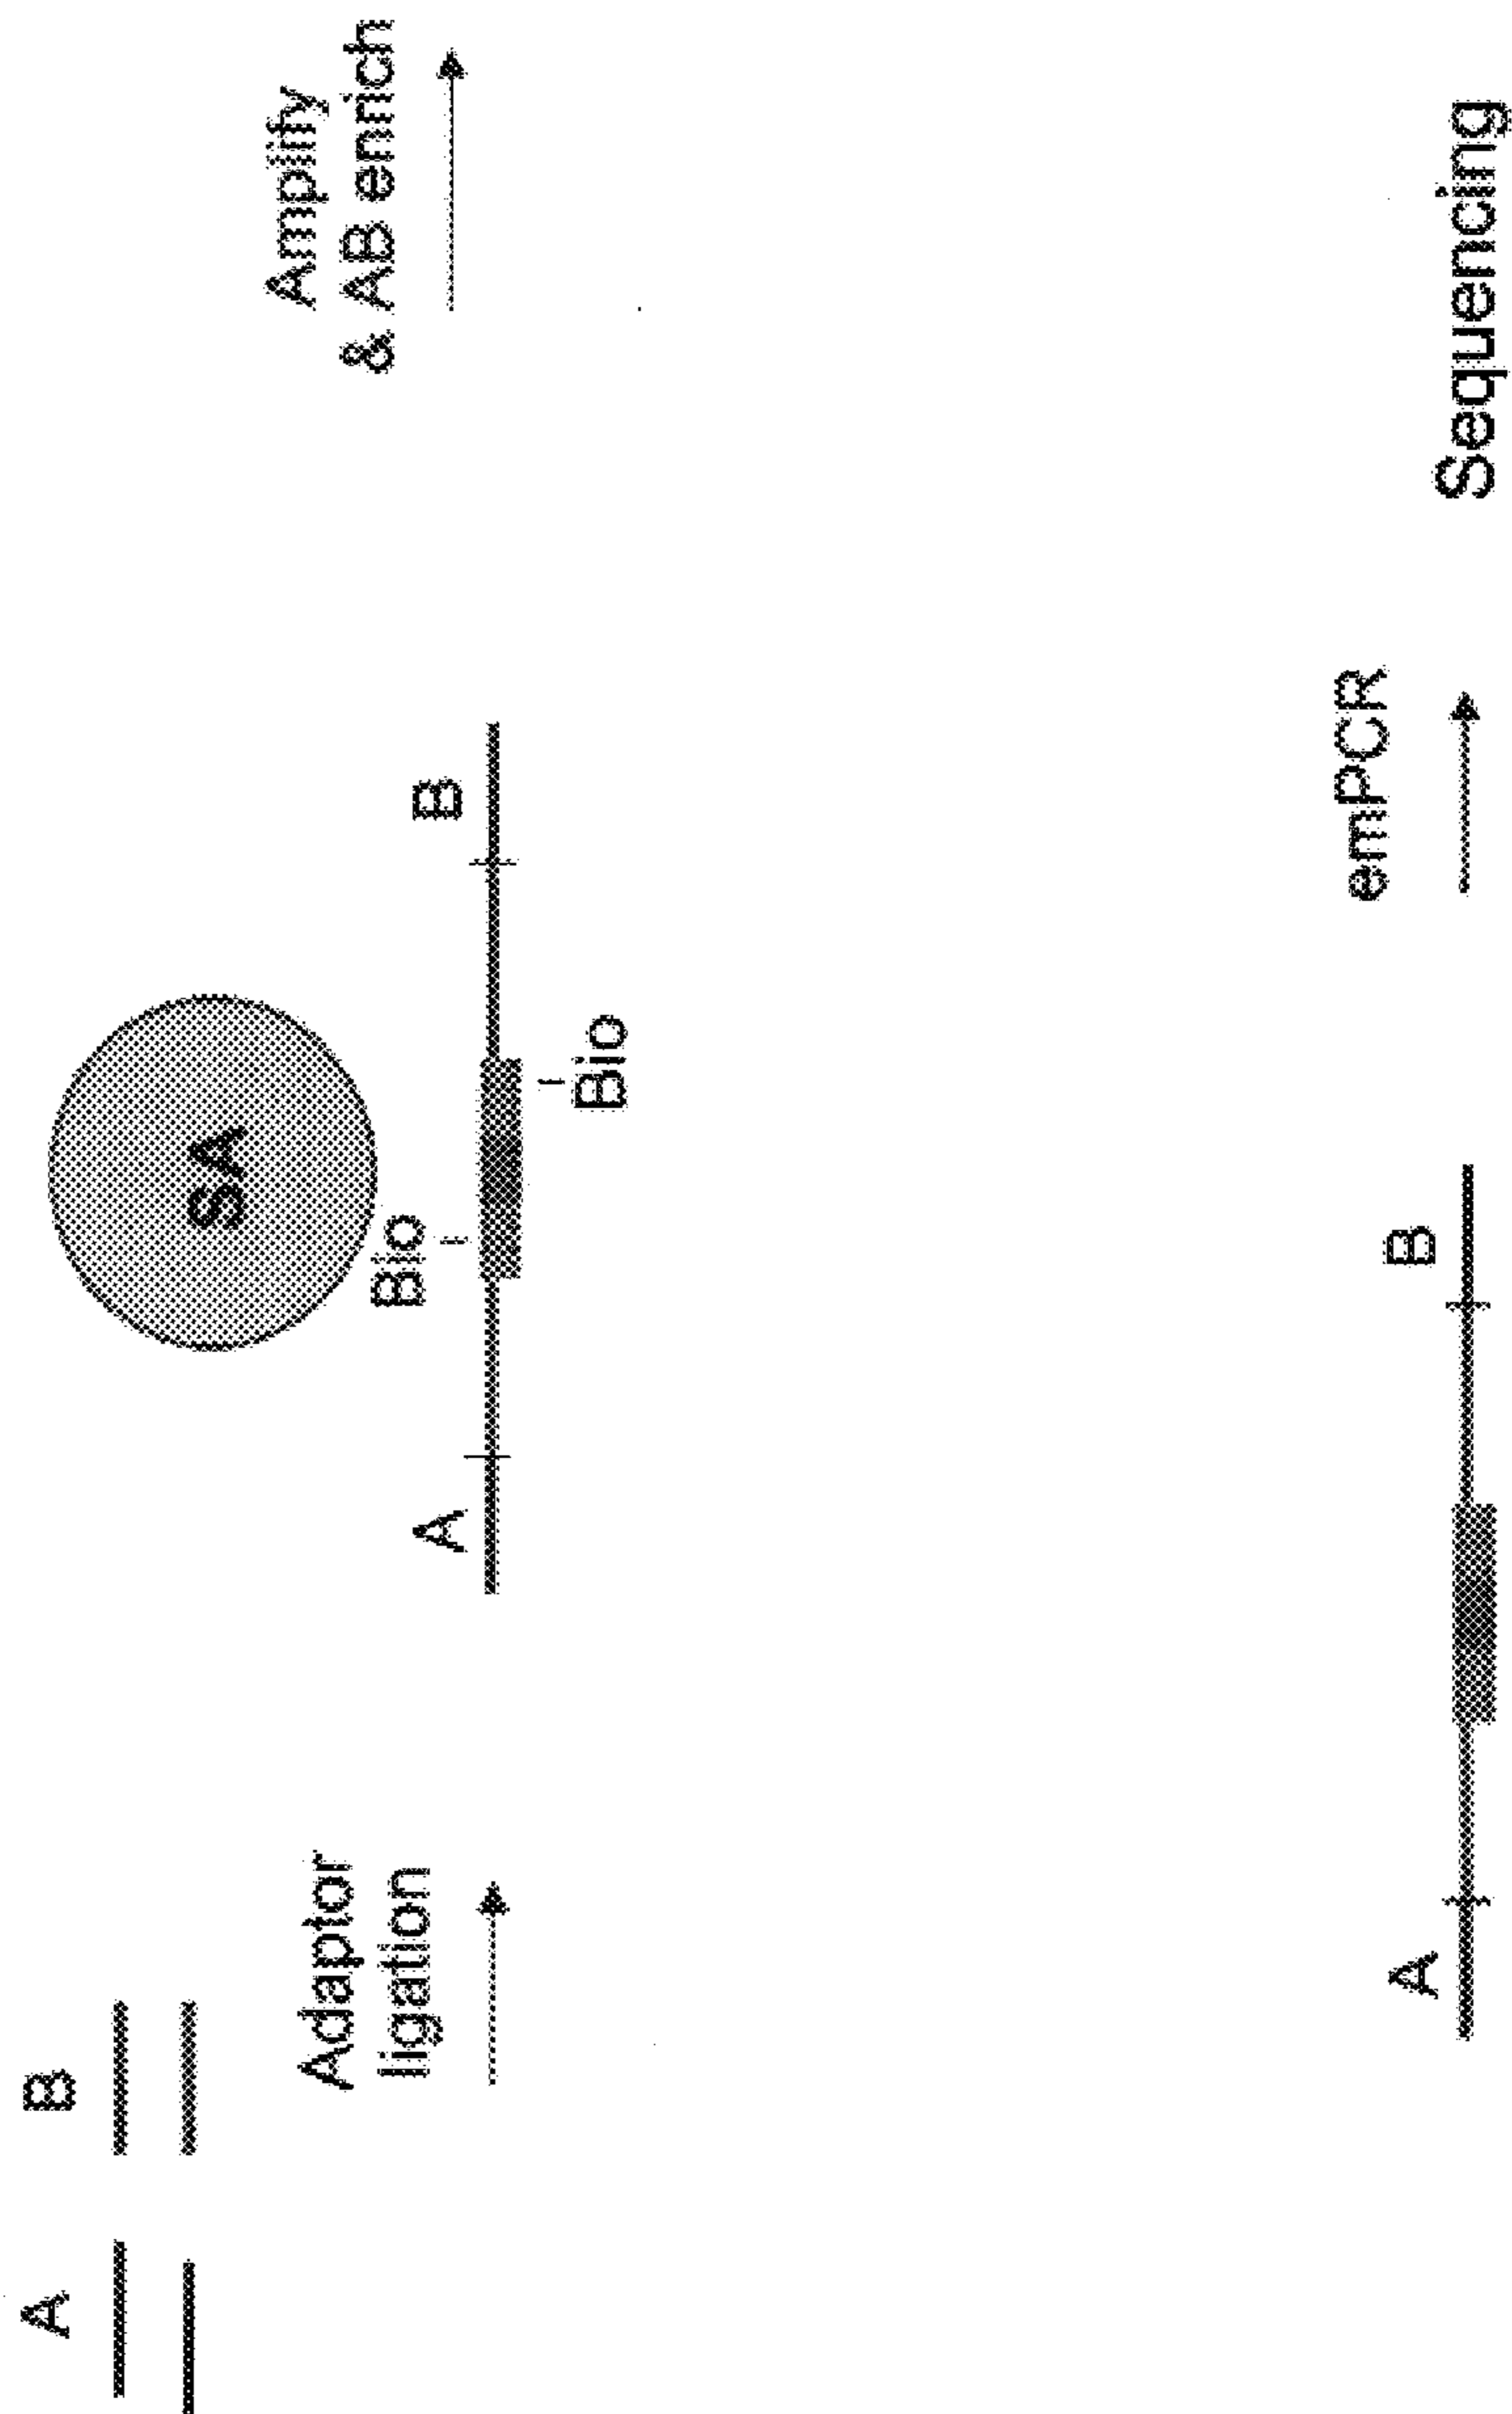 A
B
Adaptor
ligation
SA
Bio
A
B
Bio
Amplify
& AB enrich
A
B
emPCR
Sequencing